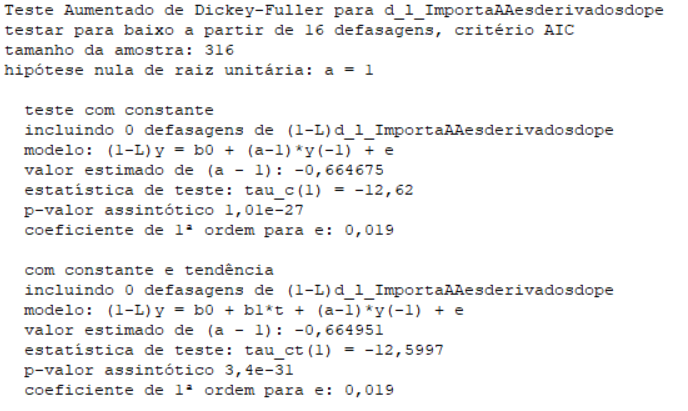 Teste Aumentado de Dickey-Fuller para d_l_ImportaAAesderivadosdope
testar para baixo a partir de 16 defasagens, critério AIC
tamanho da amostra: 316
hipótese nula de raiz unitária: a = 1
teste com constante
incluindo 0 defasagens de (1-L)d_l_ImportaAAesderivadosdope
modelo: (1-L)y = b0 + (a-1)*y(-1) + e
valor estimado de (a - 1): -0,664675
estatística de teste: tau_c(1) = -12,62
p-valor assintótico 1,01e-27
coeficiente de 1ª ordem para e: 0,019
com constante e tendência
incluindo 0 defasagens de (1-L)d_l_ImportaAAesderivadosdope
modelo: (1-L)y = b0 + b1*t + (a-1)*y(-1) + e
valor estimado de (a - 1): -0,664951
estatística de teste: tau_ct(1) = -12,5997
p-valor assintótico 3,4e-31
coeficiente de 1ª ordem para e: 0,019